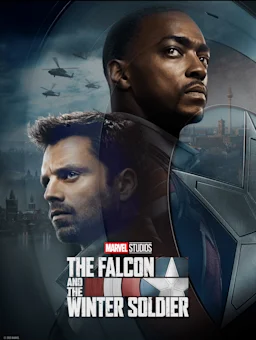 MARVEL STUDIOS
THE FALCON
AND THE
WINTER SOLDIER